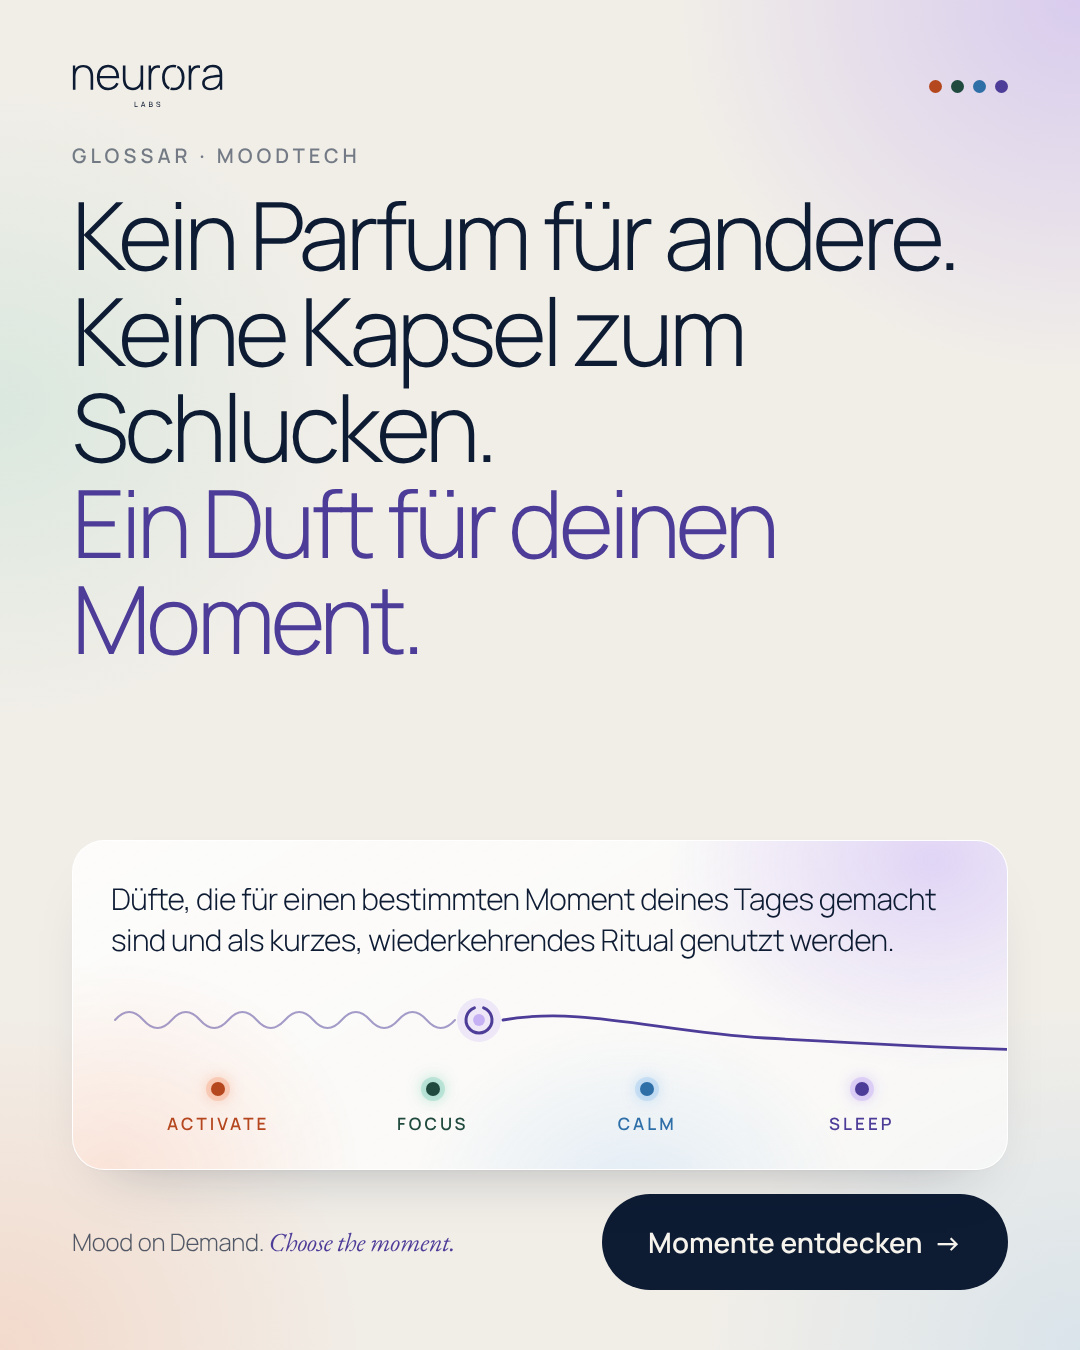 neurora
LABS
GLOSSAR · MOODTECH
Kein Parfum für andere.
Keine Kapsel zum
Schlucken.
Ein Duft für deinen
Moment.
Düfte, die für einen bestimmten Moment deines Tages gemacht
sind und als kurzes, wiederkehrendes Ritual genutzt werden.
ACTIVATE FOCUS CALM SLEEP
Mood on Demand. Choose the moment.
Momente entdecken →